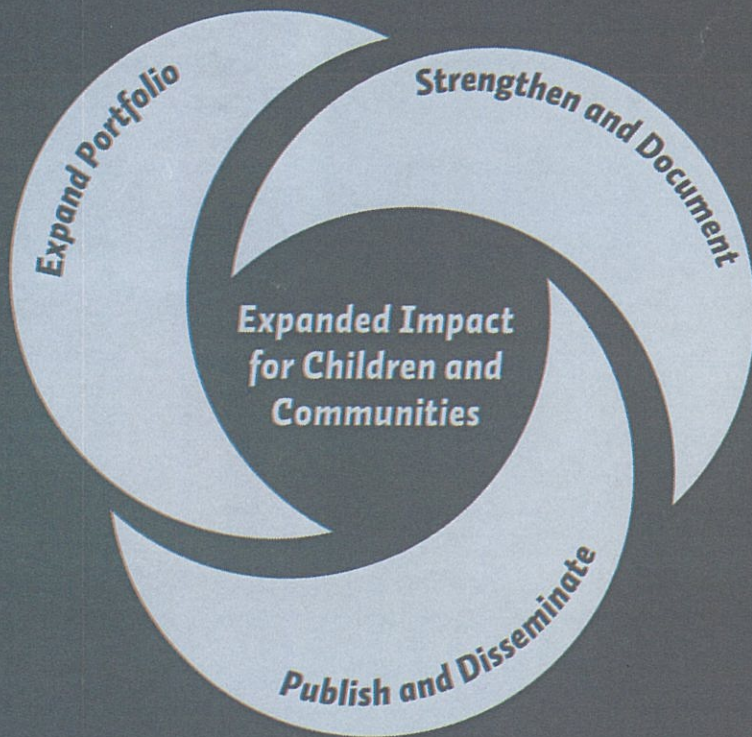 Expand Portfolio
Strengthen and Document
Expanded Impact
for Children and
Communities
Publish and Disseminate